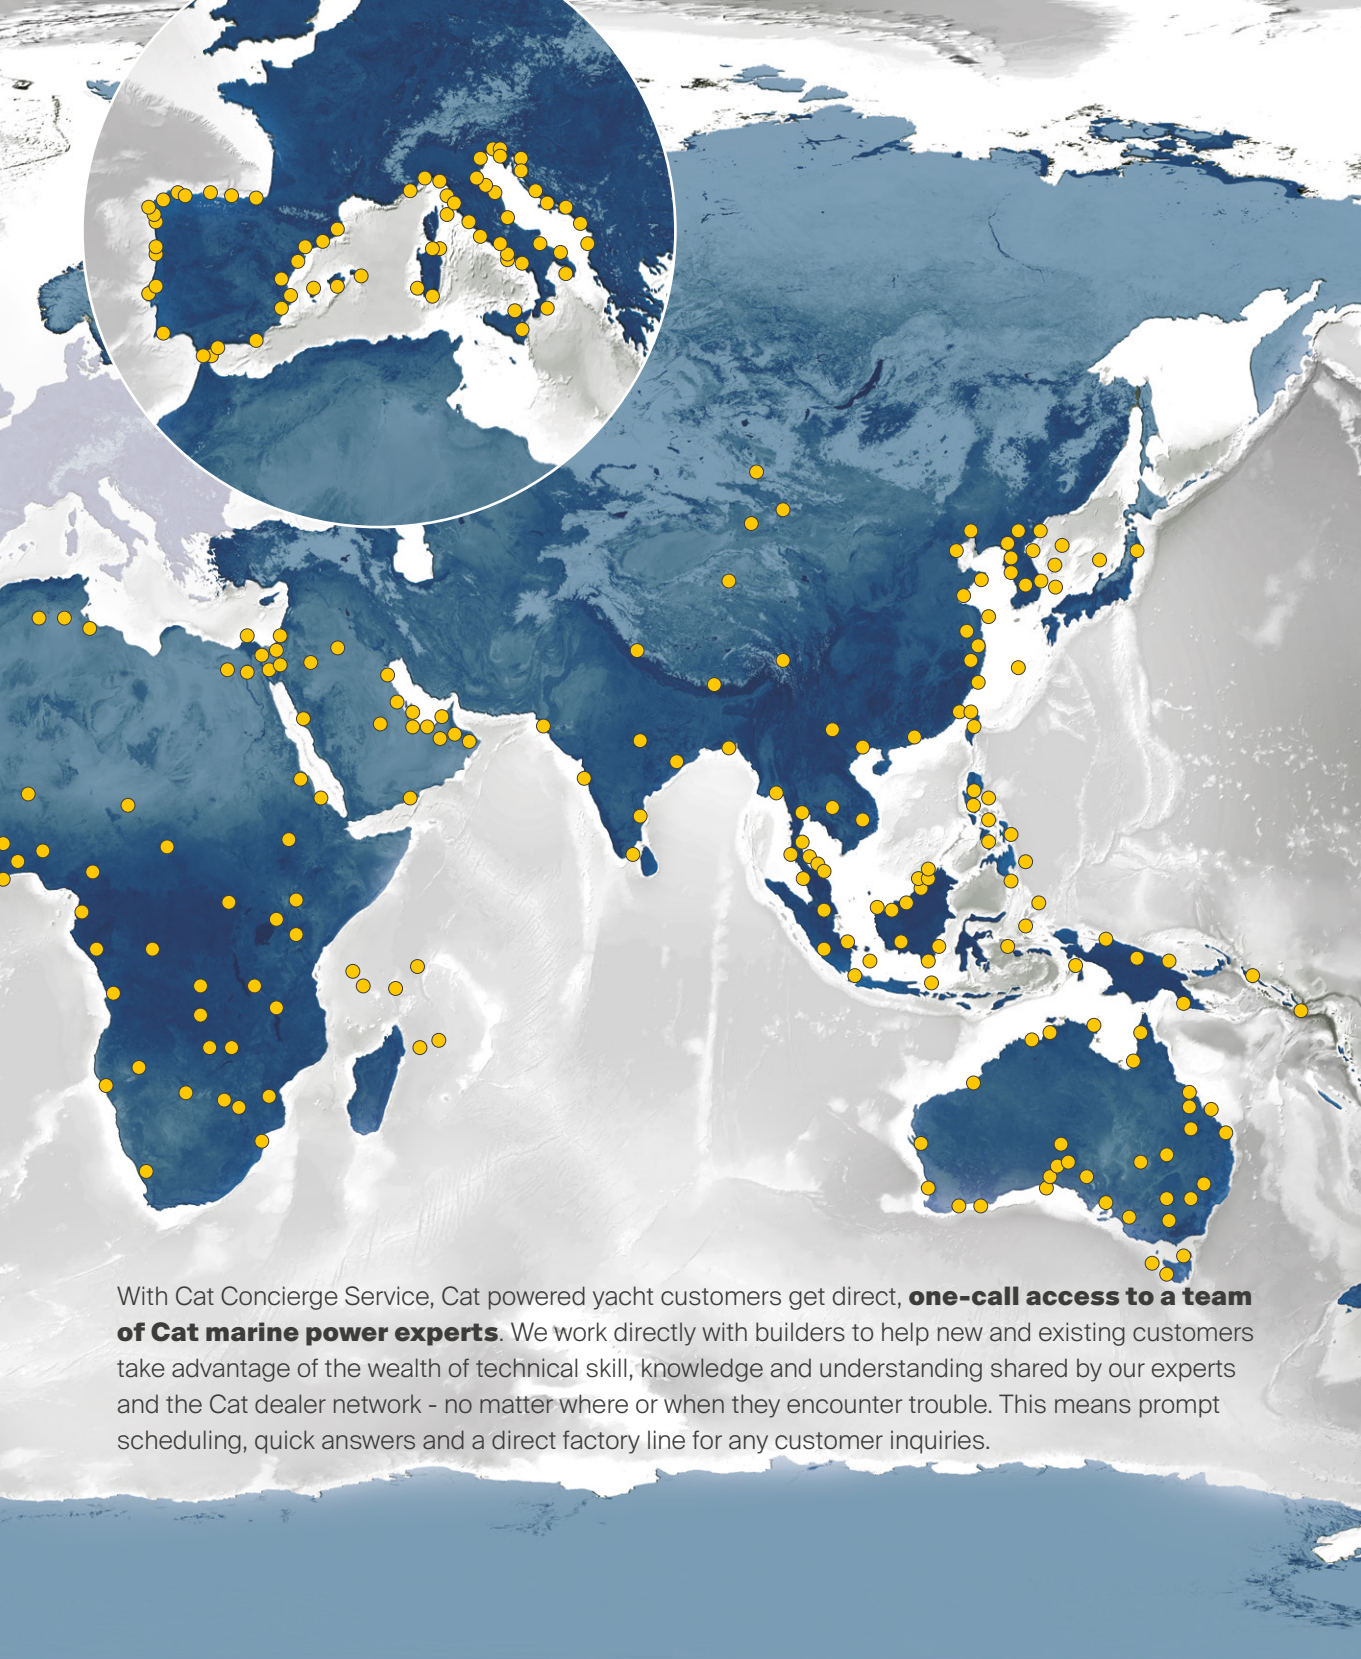 With Cat Concierge Service, Cat powered yacht customers get direct, one-call access to a team
of Cat marine power experts. We work directly with builders to help new and existing customers
take advantage of the wealth of technical skill, knowledge and understanding shared by our experts
and the Cat dealer network - no matter where or when they encounter trouble. This means prompt
scheduling, quick answers and a direct factory line for any customer inquiries.